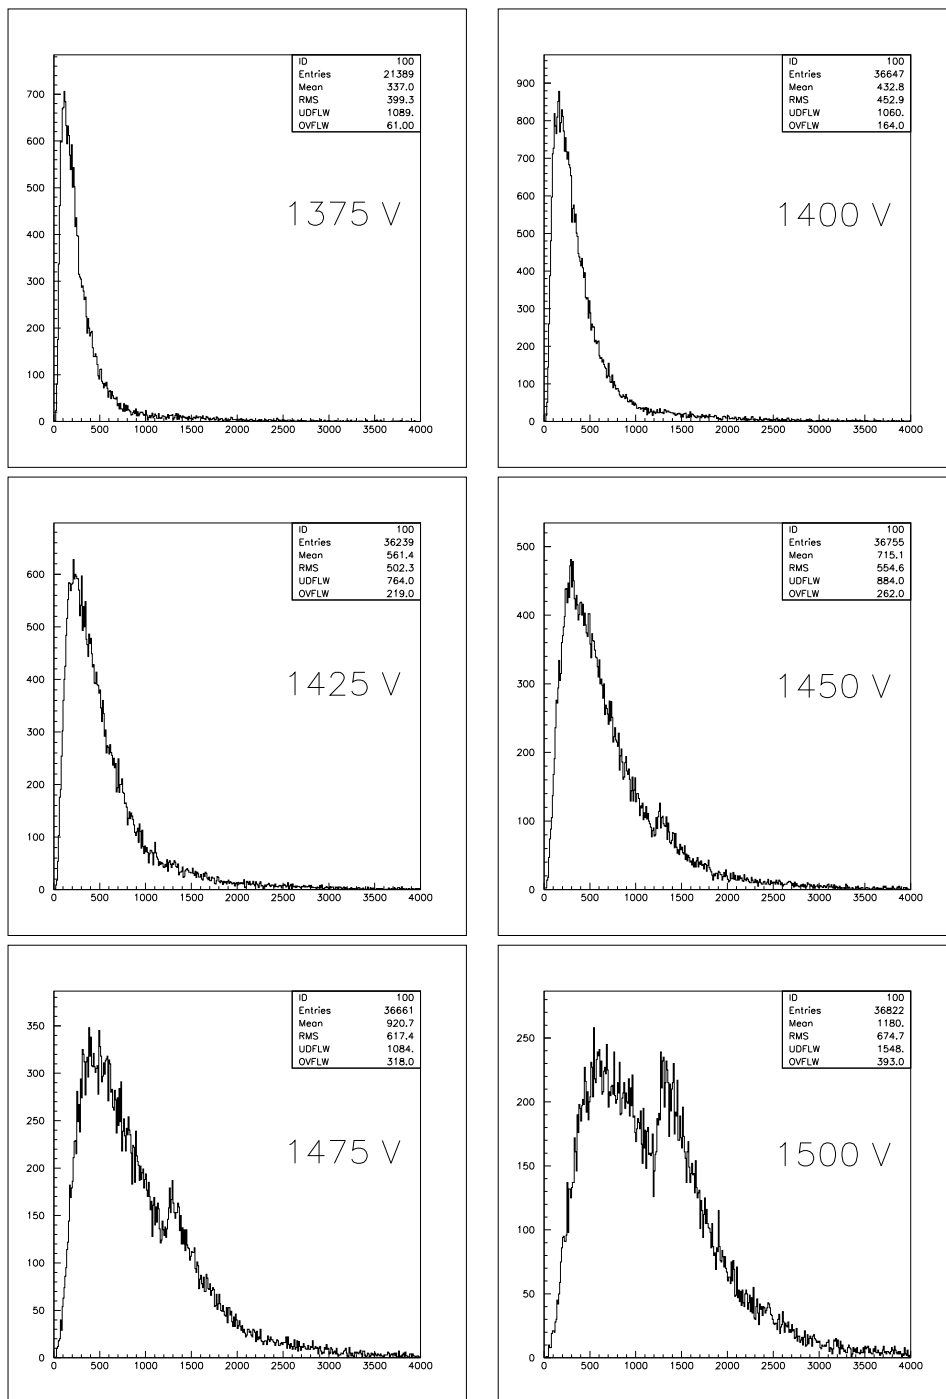 ID 100
Entries 21389
Mean 337.0
RMS 399.3
UDFLW 1089.
OVFLW 61.00
700
600
500
400
300
200
100
0
1375 V
0 500 1000 1500 2000 2500 3000 3500 4000
ID 100
Entries 36647
Mean 432.8
RMS 452.9
UDFLW 1060.
OVFLW 164.0
900
800
700
600
500
400
300
200
100
0
1400 V
0 500 1000 1500 2000 2500 3000 3500 4000
ID 100
Entries 36239
Mean 561.4
RMS 502.3
UDFLW 764.0
OVFLW 219.0
600
500
400
300
200
100
0
1425 V
0 500 1000 1500 2000 2500 3000 3500 4000
ID 100
Entries 36755
Mean 715.1
RMS 554.6
UDFLW 884.0
OVFLW 262.0
500
400
300
200
100
0
1450 V
0 500 1000 1500 2000 2500 3000 3500 4000
ID 100
Entries 36661
Mean 920.7
RMS 617.4
UDFLW 1084.
OVFLW 318.0
350
300
250
200
150
100
50
0
1475 V
0 500 1000 1500 2000 2500 3000 3500 4000
ID 100
Entries 36822
Mean 1180.
RMS 674.7
UDFLW 1548.
OVFLW 393.0
250
200
150
100
50
0
1500 V
0 500 1000 1500 2000 2500 3000 3500 4000